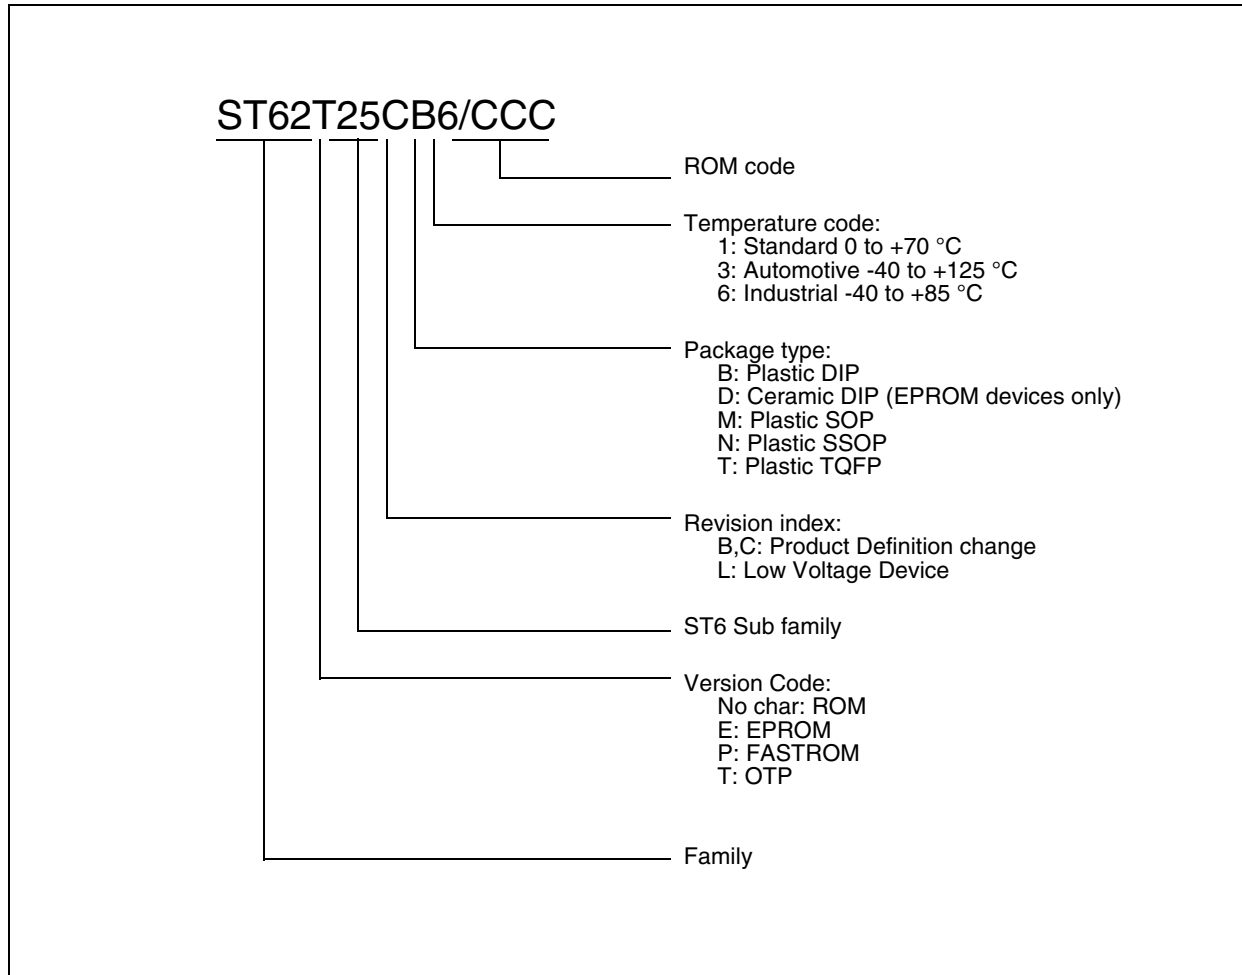 ST62T25CB6/CCC
ROM code
Temperature code:
1: Standard 0 to +70 °C
3: Automotive -40 to +125 °C
6: Industrial -40 to +85 °C
Package type:
B: Plastic DIP
D: Ceramic DIP (EPROM devices only)
M: Plastic SOP
N: Plastic SSOP
T: Plastic TQFP
Revision index:
B,C: Product Definition change
L: Low Voltage Device
ST6 Sub family
Version Code:
No char: ROM
E: EPROM
P: FASTROM
T: OTP
Family